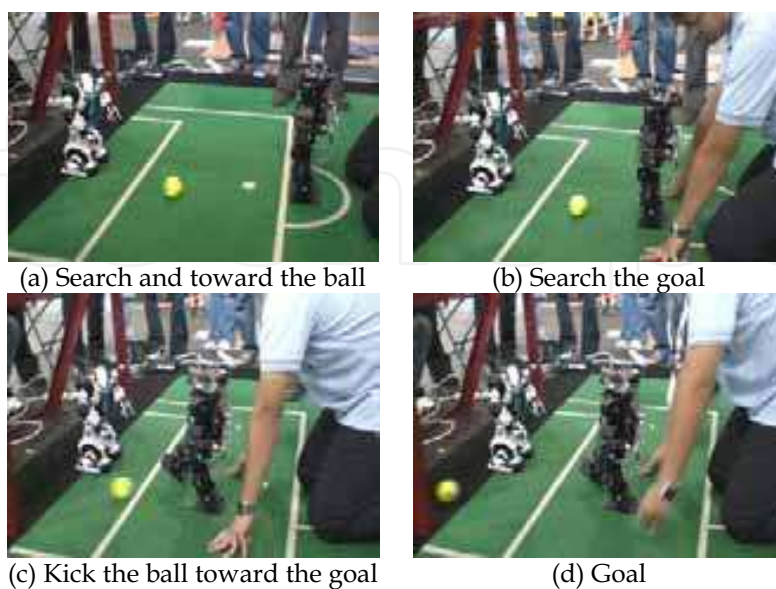 (a) Search and toward the ball
(b) Search the goal
(c) Kick the ball toward the goal
(d) Goal